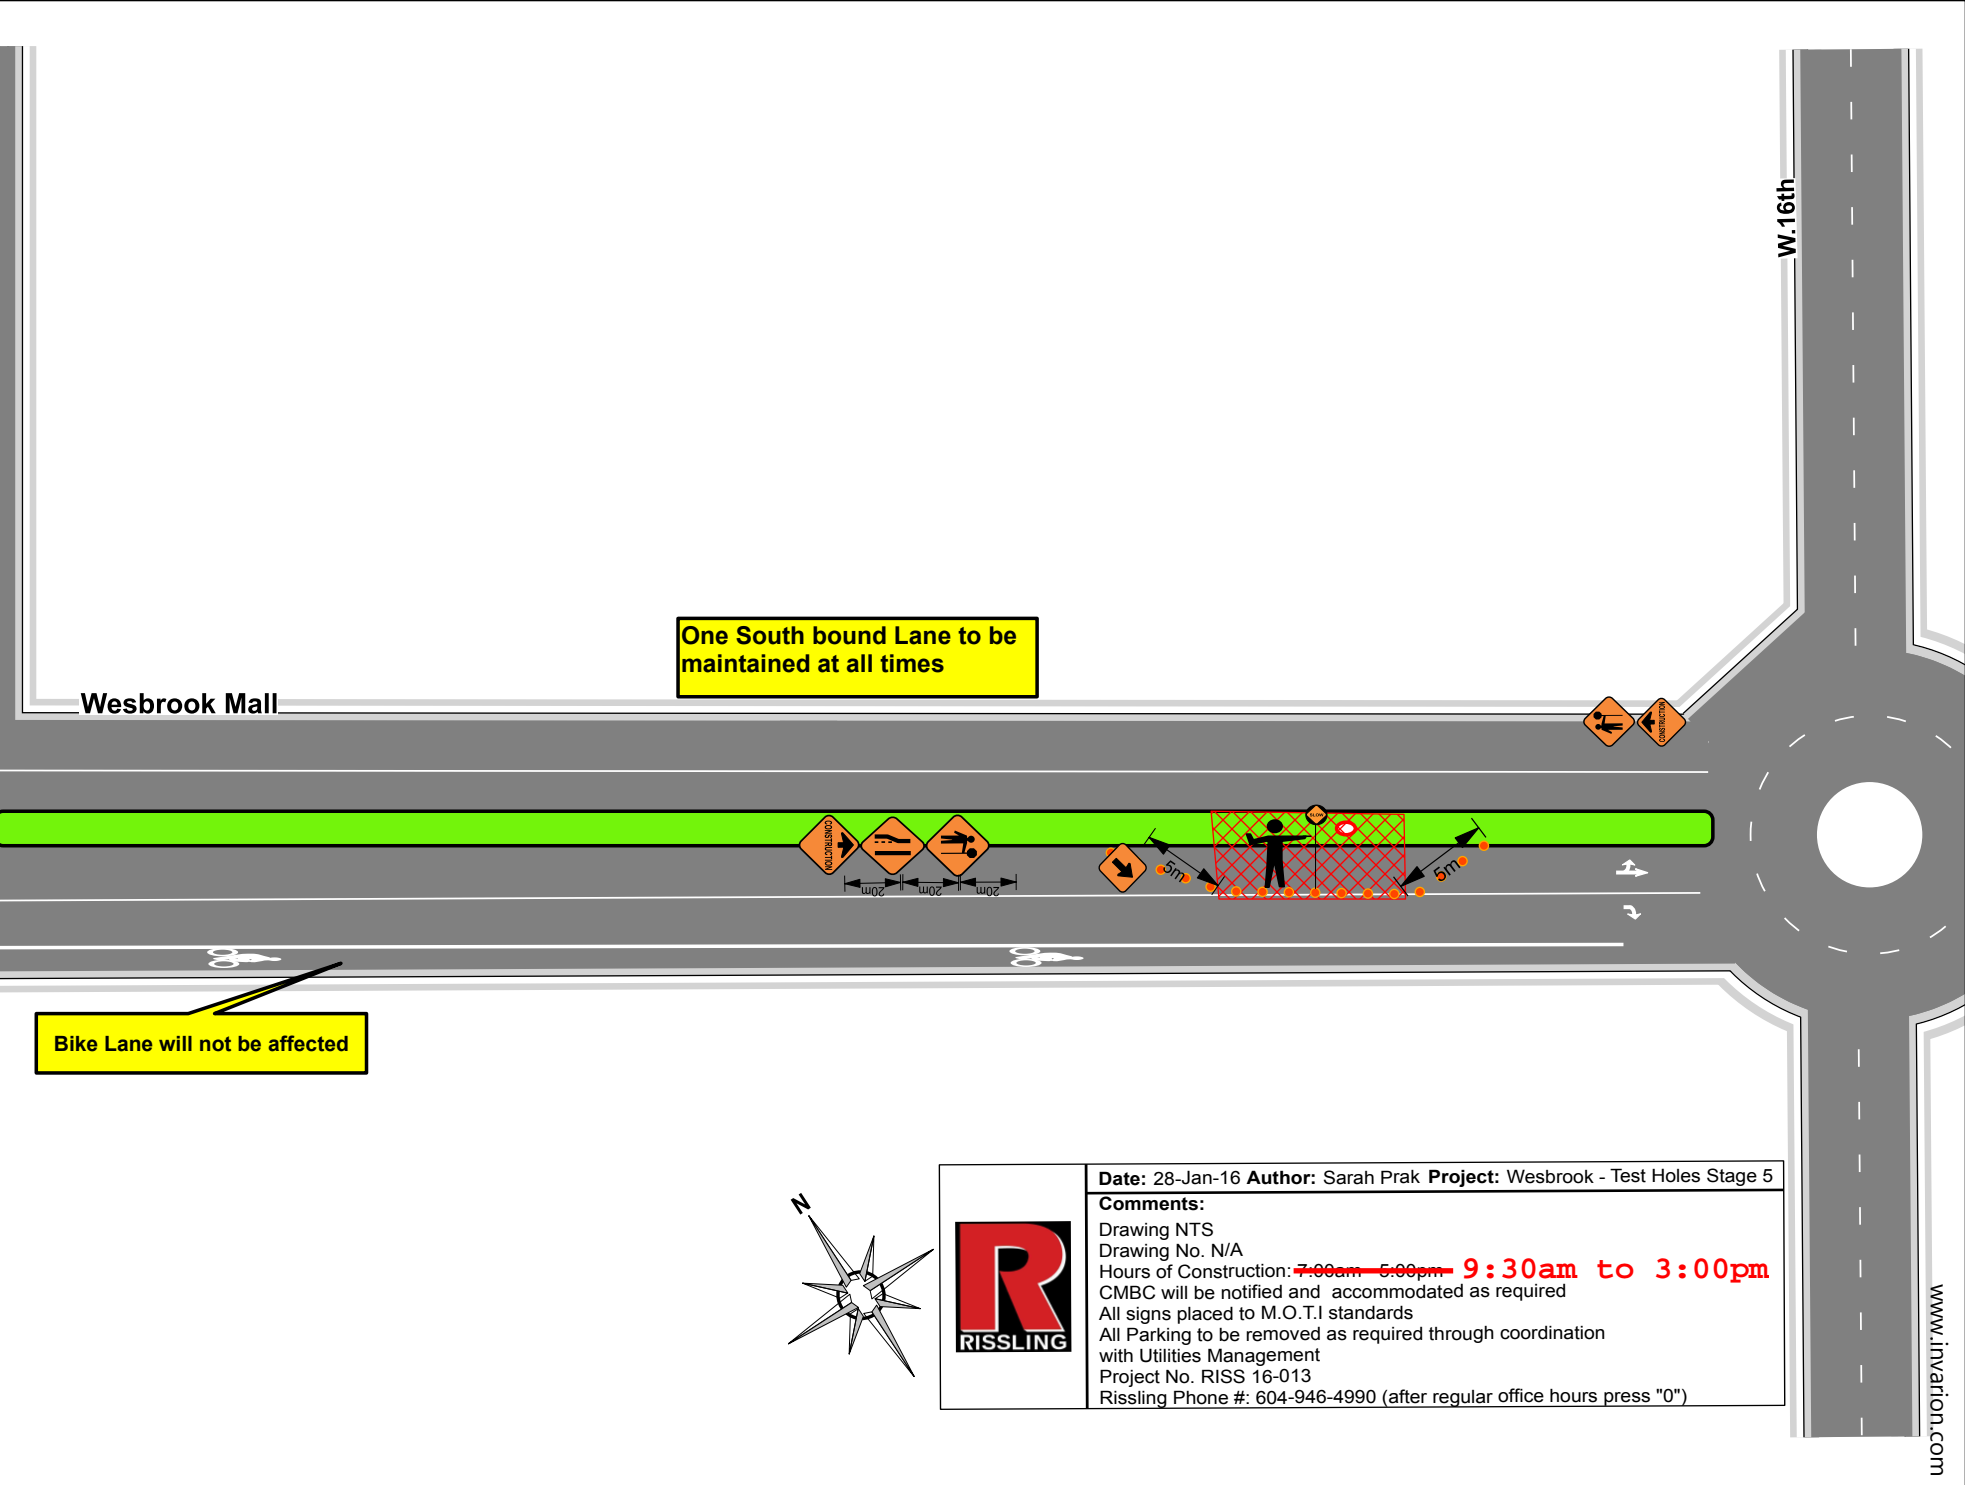 W.16th
One South bound Lane to be
maintained at all times
Wesbrook Mall
CONSTRUCTION
CONSTRUCTION
SLOW
5m
5m
20m
20m
20m
Bike Lane will not be affected
N
Date: 28-Jan-16 Author: Sarah Prak Project: Wesbrook - Test Holes Stage 5
Comments:
Drawing NTS
Drawing No. N/A
Hours of Construction: 7:00am - 5:00pm 9:30am to 3:00pm
CMBC will be notified and accommodated as required
All signs placed to M.O.T.I standards
All Parking to be removed as required through coordination
with Utilities Management
Project No. RISS 16-013
Rissling Phone #: 604-946-4990 (after regular office hours press "0")
R
RISSLING
www.invarion.com